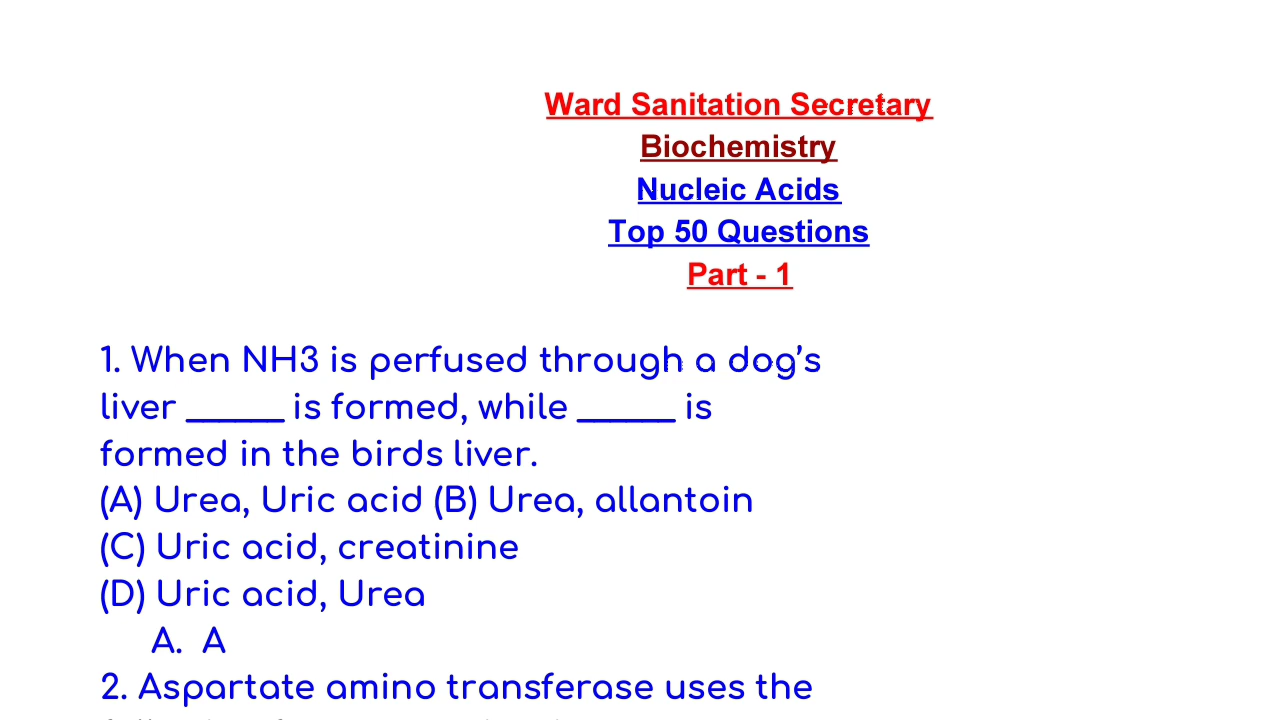 Ward Sanitation Secretary
Biochemistry
Nucleic Acids
Top 50 Questions
Part - 1
1. When NH3 is perfused through a dog’s
liver ______ is formed, while ______ is
formed in the birds liver.
(A) Urea, Uric acid (B) Urea, allantoin
(C) Uric acid, creatinine
(D) Uric acid, Urea
A. A
2. Aspartate amino transferase uses the